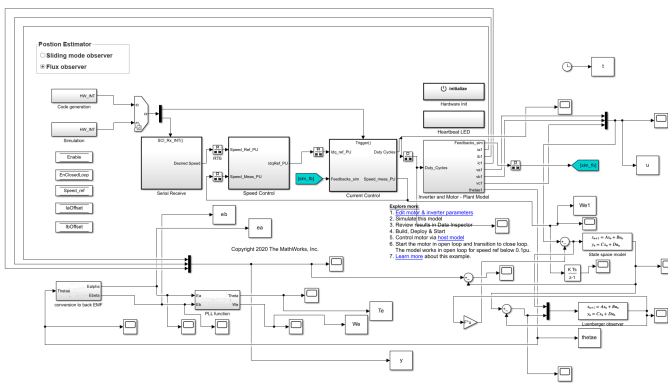 Postion Estimator
Sliding mode observer
Flux observer
HW_INT
Code generation
HW_INT
Simulation
Enable
EnClosedLoop
Speed_ref
IaOffset
IbOffset
SCI_Rx_INT()
Desired Speed
Serial Receive
RT6
Speed_Ref_PU
IdqRef_PU
Speed_Meas_PU
Speed Control
[sim_fb]
Trigger()
Idq_ref_PU
Duty Cycles
Feedbacks_sim
Speed_meas_PU
Current Control
initialize
Hardware Init
Heartbeat LED
Duty_Cycles
Feedbacks_sim
Inverter and Motor - Plant Model
[sim_fb]
t
u
We1
Explore more:
1. Edit motor & inverter parameters
2. Simulate this model
3. Review results in Data Inspector
4. Build, Deploy & Start
5. Control motor via host model
6. Start the motor in open loop and transition to close loop.
The model works in open loop for speed ref below 0.1pu.
7. Learn more about this example.
eb
ea
Copyright 2020 The MathWorks, Inc.
State space model
K Ts
z-1
Thetae
Ealpha
Ebeta
conversion to back EMF
Ea
Eb
Theta
We
PLL function
Te
We
y
Luenberger observer
thetae